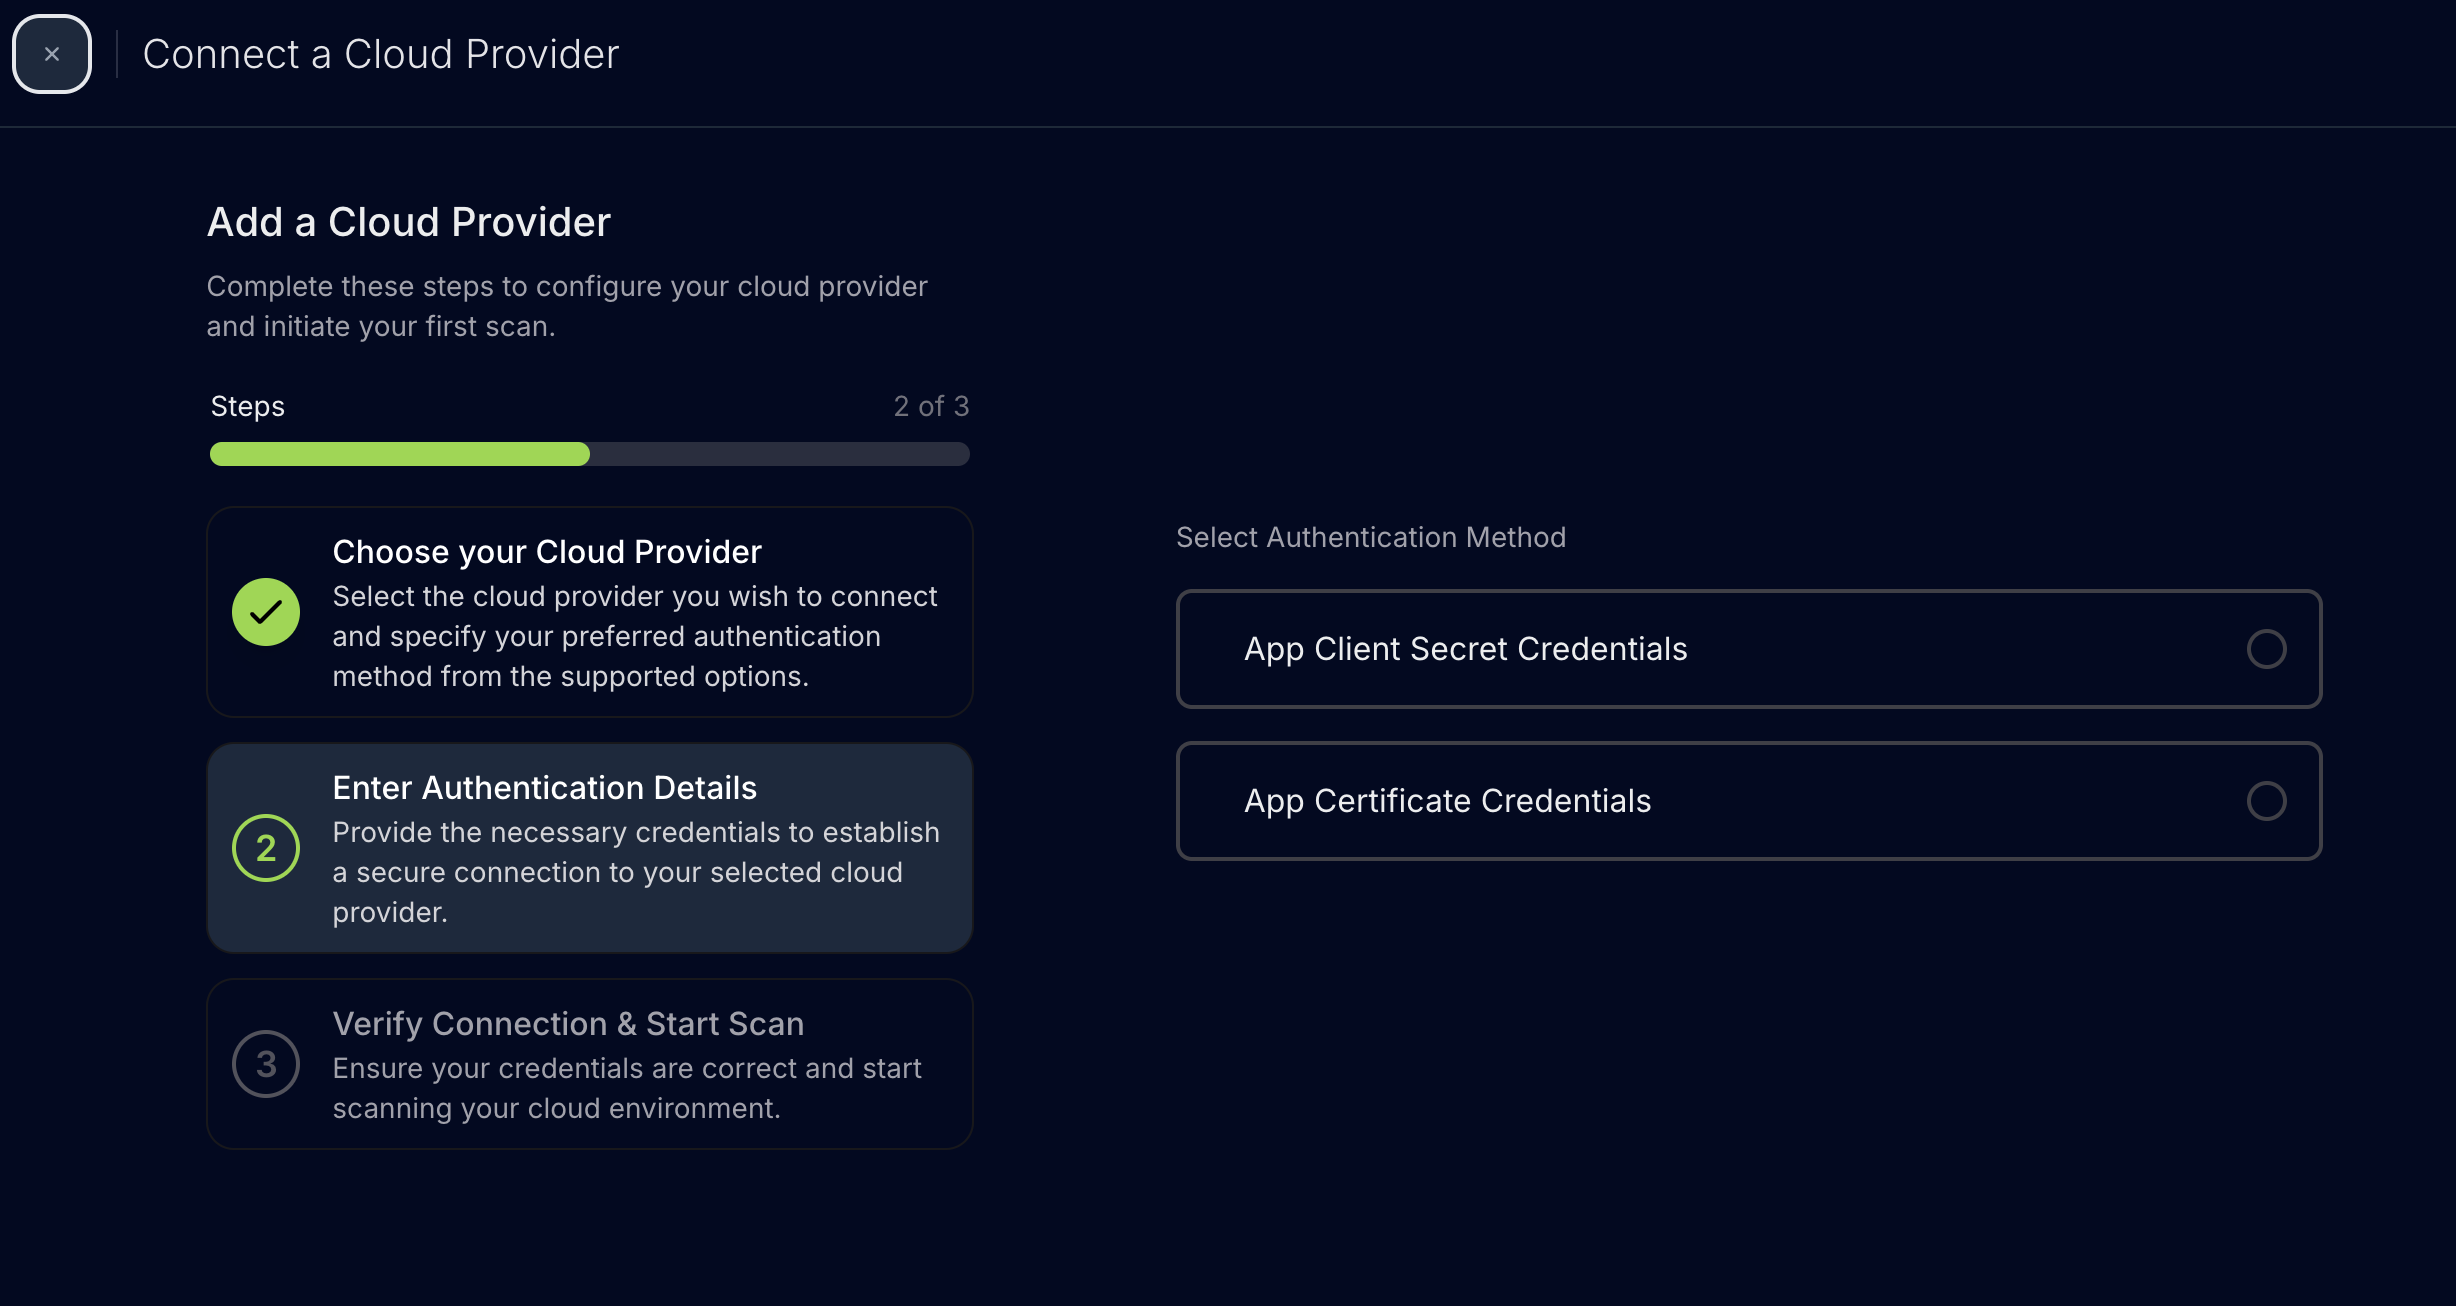 Connect a Cloud Provider
Add a Cloud Provider
Complete these steps to configure your cloud provider
and initiate your first scan.
Steps
2 of 3
Choose your Cloud Provider
Select the cloud provider you wish to connect
and specify your preferred authentication
method from the supported options.
2
Enter Authentication Details
Provide the necessary credentials to establish
a secure connection to your selected cloud
provider.
3
Verify Connection & Start Scan
Ensure your credentials are correct and start
scanning your cloud environment.
Select Authentication Method
App Client Secret Credentials
App Certificate Credentials